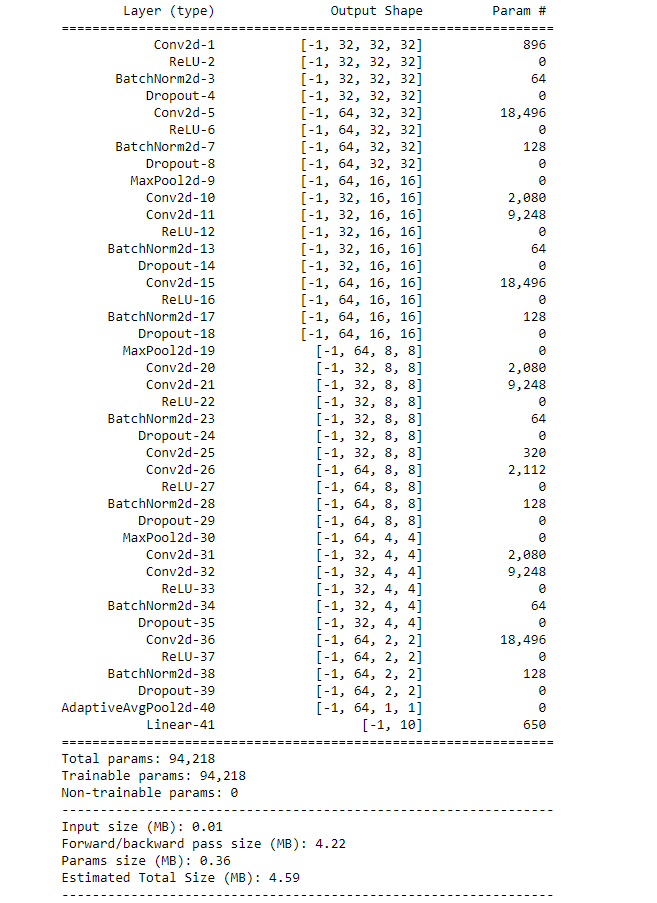 Layer (type) Output Shape Param #
================================================================
Conv2d-1 [-1, 32, 32, 32] 896
ReLU-2 [-1, 32, 32, 32] 0
BatchNorm2d-3 [-1, 32, 32, 32] 64
Dropout-4 [-1, 32, 32, 32] 0
Conv2d-5 [-1, 64, 32, 32] 18,496
ReLU-6 [-1, 64, 32, 32] 0
BatchNorm2d-7 [-1, 64, 32, 32] 128
Dropout-8 [-1, 64, 32, 32] 0
MaxPool2d-9 [-1, 64, 16, 16] 0
Conv2d-10 [-1, 32, 16, 16] 2,080
Conv2d-11 [-1, 32, 16, 16] 9,248
ReLU-12 [-1, 32, 16, 16] 0
BatchNorm2d-13 [-1, 32, 16, 16] 64
Dropout-14 [-1, 32, 16, 16] 0
Conv2d-15 [-1, 64, 16, 16] 18,496
ReLU-16 [-1, 64, 16, 16] 0
BatchNorm2d-17 [-1, 64, 16, 16] 128
Dropout-18 [-1, 64, 16, 16] 0
MaxPool2d-19 [-1, 64, 8, 8] 0
Conv2d-20 [-1, 32, 8, 8] 2,080
Conv2d-21 [-1, 32, 8, 8] 9,248
ReLU-22 [-1, 32, 8, 8] 0
BatchNorm2d-23 [-1, 32, 8, 8] 64
Dropout-24 [-1, 32, 8, 8] 0
Conv2d-25 [-1, 32, 8, 8] 320
Conv2d-26 [-1, 64, 8, 8] 2,112
ReLU-27 [-1, 64, 8, 8] 0
BatchNorm2d-28 [-1, 64, 8, 8] 128
Dropout-29 [-1, 64, 8, 8] 0
MaxPool2d-30 [-1, 64, 4, 4] 0
Conv2d-31 [-1, 32, 4, 4] 2,080
Conv2d-32 [-1, 32, 4, 4] 9,248
ReLU-33 [-1, 32, 4, 4] 0
BatchNorm2d-34 [-1, 32, 4, 4] 64
Dropout-35 [-1, 32, 4, 4] 0
Conv2d-36 [-1, 64, 2, 2] 18,496
ReLU-37 [-1, 64, 2, 2] 0
BatchNorm2d-38 [-1, 64, 2, 2] 128
Dropout-39 [-1, 64, 2, 2] 0
AdaptiveAvgPool2d-40 [-1, 64, 1, 1] 0
Linear-41 [-1, 10] 650
================================================================
Total params: 94,218
Trainable params: 94,218
Non-trainable params: 0
----------------------------------------------------------------
Input size (MB): 0.01
Forward/backward pass size (MB): 4.22
Params size (MB): 0.36
Estimated Total Size (MB): 4.59
----------------------------------------------------------------